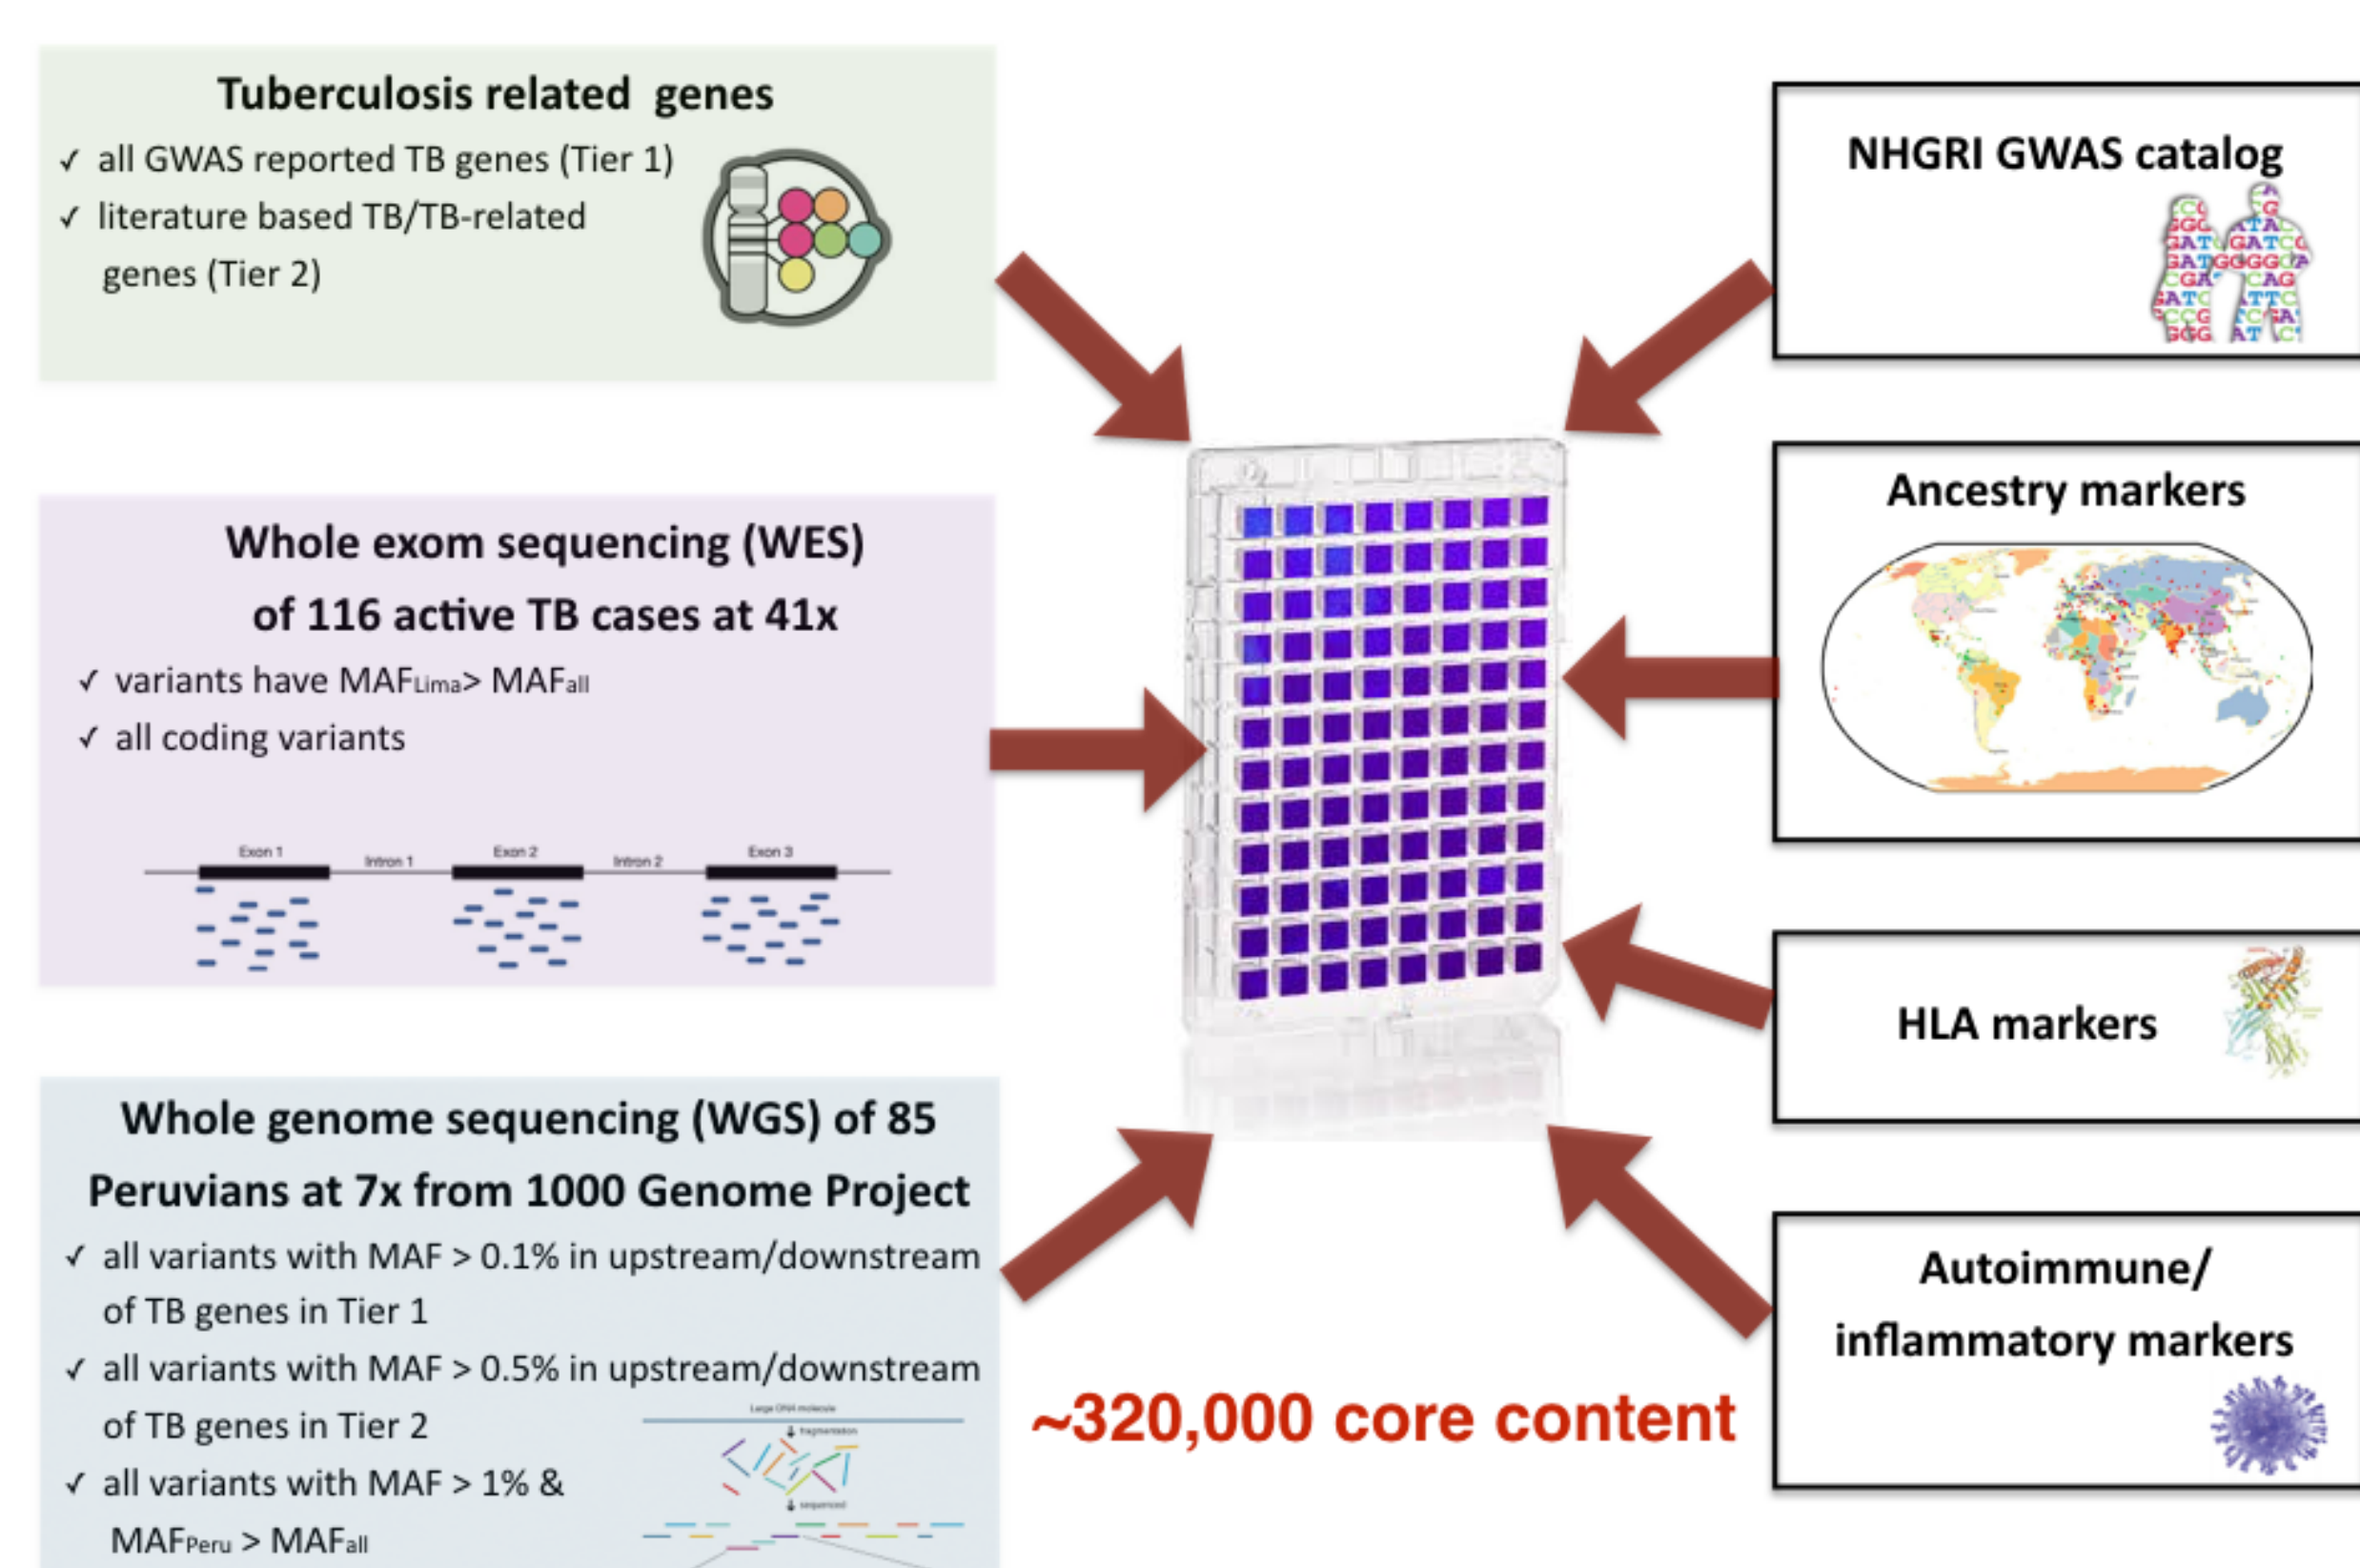 Tuberculosis related genes
✓ all GWAS reported TB genes (Tier 1)
✓ literature based TB/TB-related
genes (Tier 2)
Whole exom sequencing (WES)
of 116 active TB cases at 41x
✓ variants have MAFLima> MAFall
✓ all coding variants
Exon 1
Intron 1
Exon 2
Intron 2
Exon 3
Whole genome sequencing (WGS) of 85
Peruvians at 7x from 1000 Genome Project
✓ all variants with MAF > 0.1% in upstream/downstream
of TB genes in Tier 1
✓ all variants with MAF > 0.5% in upstream/downstream
of TB genes in Tier 2
✓ all variants with MAF > 1% &
MAFPeru > MAFall
Large DNA molecule
fragmentation
sequenced
~320,000 core content
NHGRI GWAS catalog
Ancestry markers
HLA markers
Autoimmune/
inflammatory markers